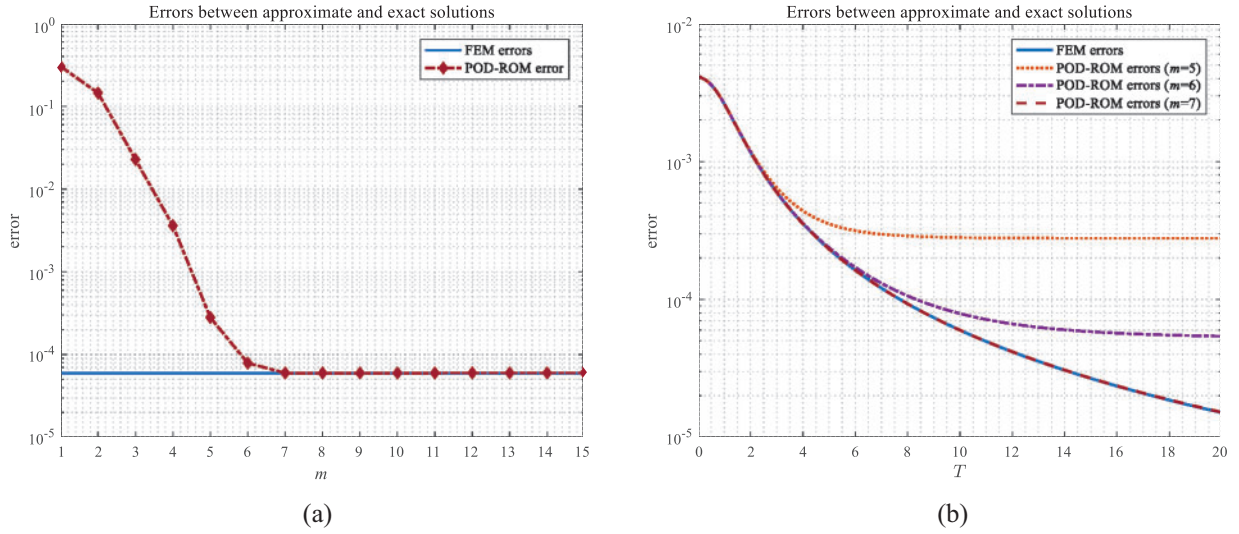 Errors between approximate and exact solutions
10^0
10^-1
10^-2
10^-3
10^-4
10^-5
error
FEM errors
POD-ROM error
1 2 3 4 5 6 7 8 9 10 11 12 13 14 15
m
(a)
Errors between approximate and exact solutions
10^-2
10^-3
10^-4
10^-5
error
FEM errors
POD-ROM errors (m=5)
POD-ROM errors (m=6)
POD-ROM errors (m=7)
0 2 4 6 8 10 12 14 16 18 20
T
(b)